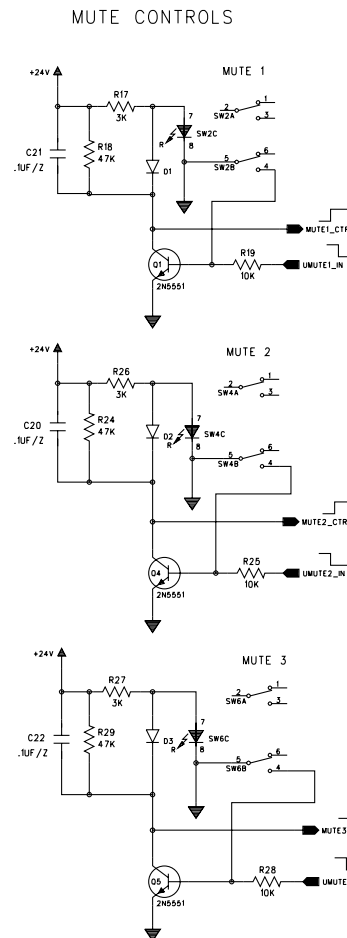 MUTE CONTROLS
+24V
MUTE 1
R17
3K
7
SW2C
R
8
2
SW2A
1
3
C21
.1UF/Z
R18
47K
D1
5
SW2B
6
4
MUTE1_CTR
Q1
2N5551
R19
10K
UMUTE1_IN
+24V
MUTE 2
R26
3K
2
SW4A
1
3
C20
.1UF/Z
R24
47K
D2
7
SW4C
R
8
5
SW4B
6
4
MUTE2_CTR
Q4
2N5551
R25
10K
UMUTE2_IN
+24V
MUTE 3
R27
3K
2
SW6A
1
3
C22
.1UF/Z
R29
47K
D3
7
SW6C
R
8
5
SW6B
6
4
MUTE3
Q5
2N5551
R28
10K
UMUTE